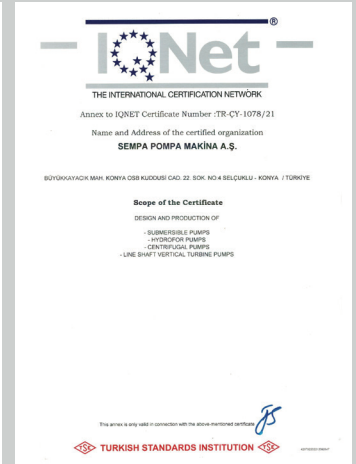 IQNet ®
THE INTERNATIONAL CERTIFICATION NETWORK
Annex to IQNET Certificate Number :TR-ÇY-1078/21
Name and Address of the certified organization
SEMPA POMPA MAKİNA A.Ş.
BÜYÜKKAYACIK MAH. KONYA OSB KUDDUSİ CAD. 22. SOK. NO:4 SELÇUKLU - KONYA / TÜRKİYE
Scope of the Certificate
DESIGN AND PRODUCTION OF
- SUBMERSIBLE PUMPS
- HYDROFOR PUMPS
- CENTRIFUGAL PUMPS
- LINE SHAFT VERTICAL TURBINE PUMPS
This annex is only valid in connection with the above-mentioned certificate
TSE TURKISH STANDARDS INSTITUTION TSE